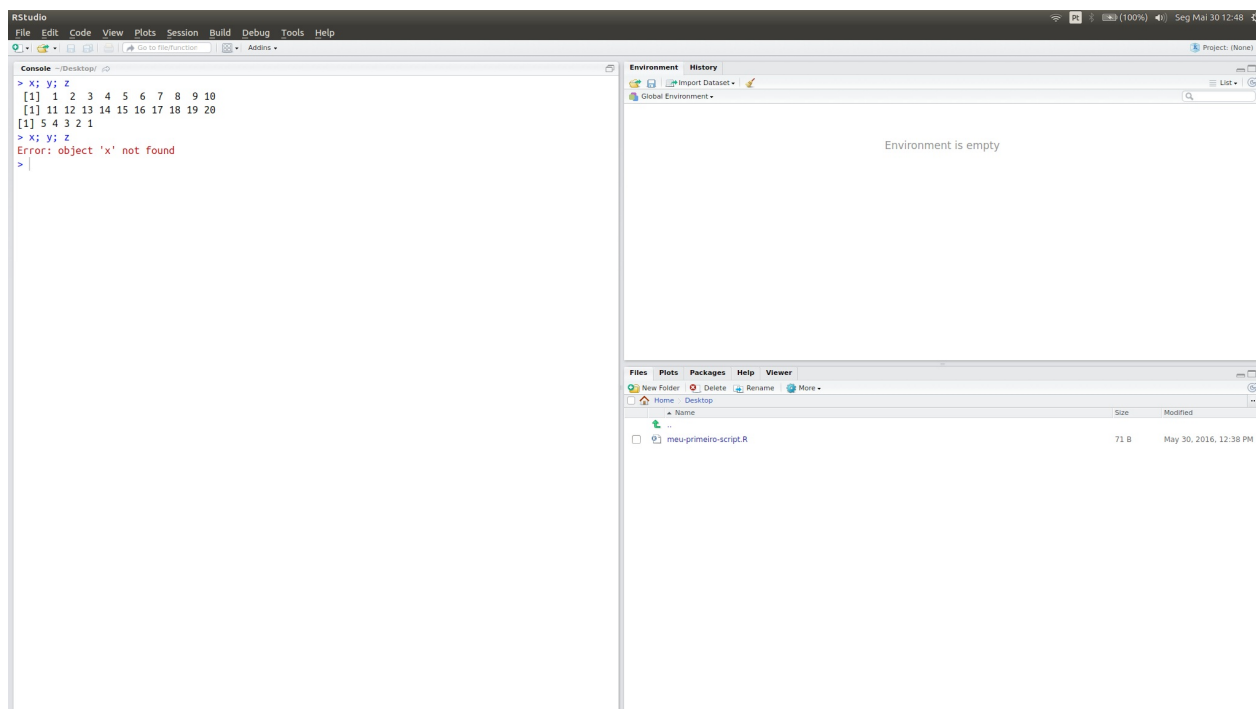 RStudio
Pt (100%) Seg Mai 30 12:48
File Edit Code View Plots Session Build Debug Tools Help
Go to file/function Addins
Project: (None)
Console ~/Desktop/
> x; y; z
[1] 1 2 3 4 5 6 7 8 9 10
[1] 11 12 13 14 15 16 17 18 19 20
[1] 5 4 3 2 1
> x; y; z
Error: object 'x' not found
>
Environment History
Import Dataset List
Global Environment
Environment is empty
Files Plots Packages Help Viewer
New Folder Delete Rename More
Home Desktop
Name Size Modified
..
meu-primeiro-script.R 71 B May 30, 2016, 12:38 PM